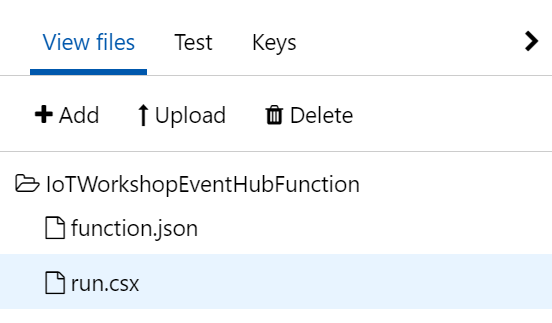 View files Test Keys
Add Upload Delete
IoTWorkshopEventHubFunction
function.json
run.csx